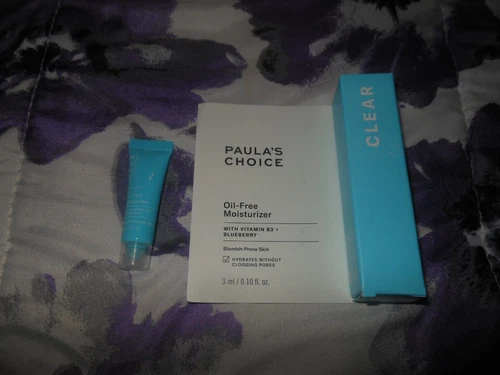 PAULA'S
CHOICE
Oil-Free
Moisturizer
WITH VITAMIN B3 +
BLUEBERRY
Blemish-Prone Skin
HYDRATES WITHOUT
CLOGGING PORES
3 ml / 0.10 fl. oz.
CLEAR